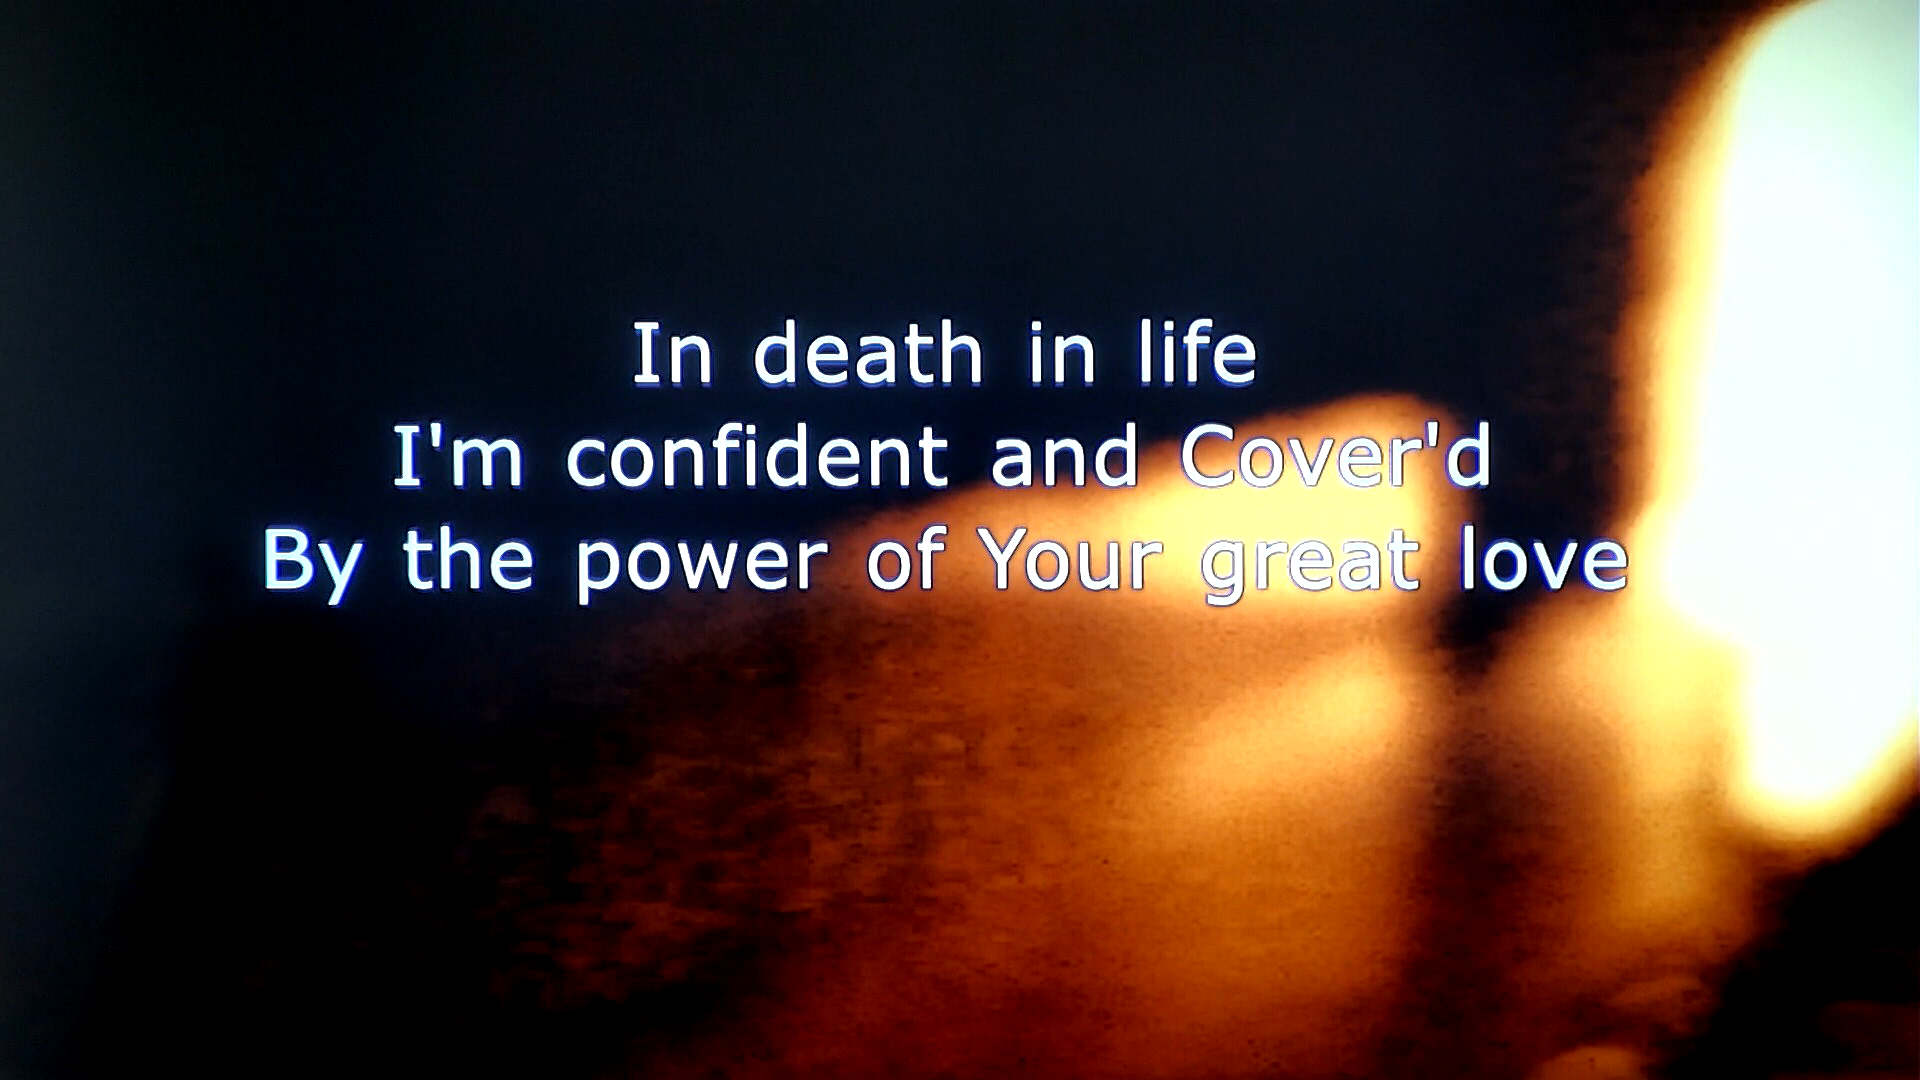 In death in life
I'm confident and Cover'd
By the power of Your great love